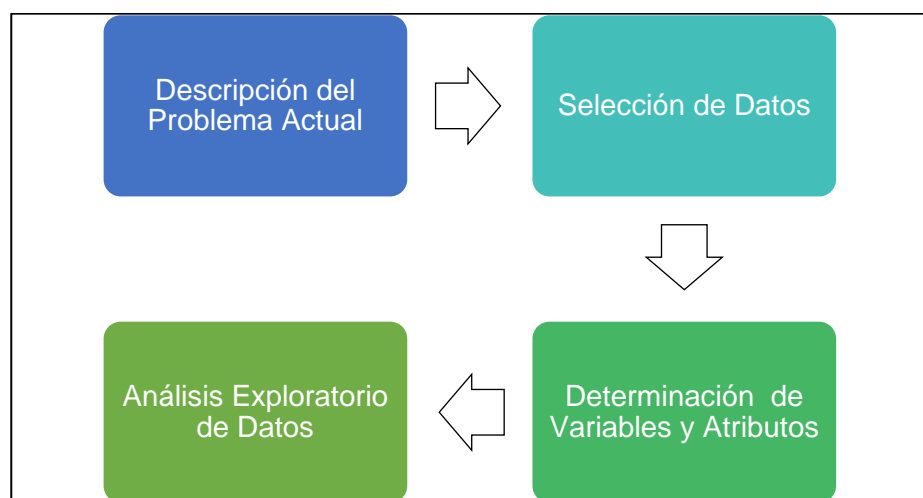 Descripción del
Problema Actual
Selección de Datos
Determinación de
Variables y Atributos
Análisis Exploratorio
de Datos